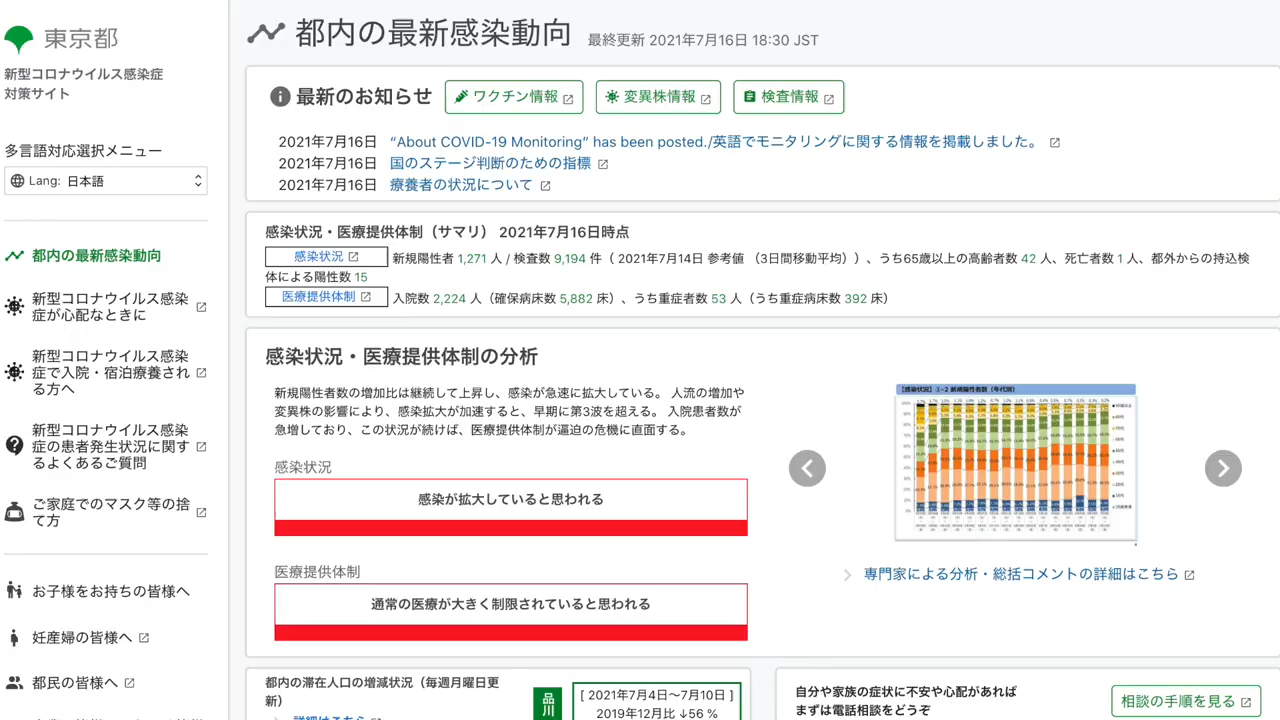 東京都
新型コロナウイルス感染症
対策サイト
多言語対応選択メニュー
Lang: 日本語
都内の最新感染動向
新型コロナウイルス感染
症が心配なときに
新型コロナウイルス感染
症で入院・宿泊療養され
る方へ
新型コロナウイルス感染
症の患者発生状況に関す
るよくあるご質問
ご家庭でのマスク等の捨
て方
お子様をお持ちの皆様へ
妊産婦の皆様へ
都民の皆様へ
都内の最新感染動向 最終更新 2021年7月16日 18:30 JST
最新のお知らせ ワクチン情報 変異株情報 検査情報
2021年7月16日 “About COVID-19 Monitoring” has been posted./英語でモニタリングに関する情報を掲載しました。
2021年7月16日 国のステージ判断のための指標
2021年7月16日 療養者の状況について
感染状況・医療提供体制（サマリ） 2021年7月16日時点
感染状況 新規陽性者 1,271 人 / 検査数 9,194 件（ 2021年7月14日 参考値 （3日間移動平均））、うち65歳以上の高齢者数 42 人、死亡者数 1 人、都外からの持込検
体による陽性数 15
医療提供体制 入院数 2,224 人（確保病床数 5,882 床）、うち重症者数 53 人（うち重症病床数 392 床）
感染状況・医療提供体制の分析
新規陽性者数の増加比は継続して上昇し、感染が急速に拡大している。 人流の増加や
変異株の影響により、感染拡大が加速すると、早期に第3波を超える。 入院患者数が
急増しており、この状況が続けば、医療提供体制が逼迫の危機に直面する。
感染状況
感染が拡大していると思われる
医療提供体制
通常の医療が大きく制限されていると思われる
【感染状況】①-2 新規陽性者数（年代別）
専門家による分析・総括コメントの詳細はこちら
都内の滞在人口の増減状況（毎週月曜日更
新）
詳細はこちら
品川
[ 2021年7月4日～7月10日 ]
2019年12月比 ↓56 %
自分や家族の症状に不安や心配があれば
まずは電話相談をどうぞ
相談の手順を見る